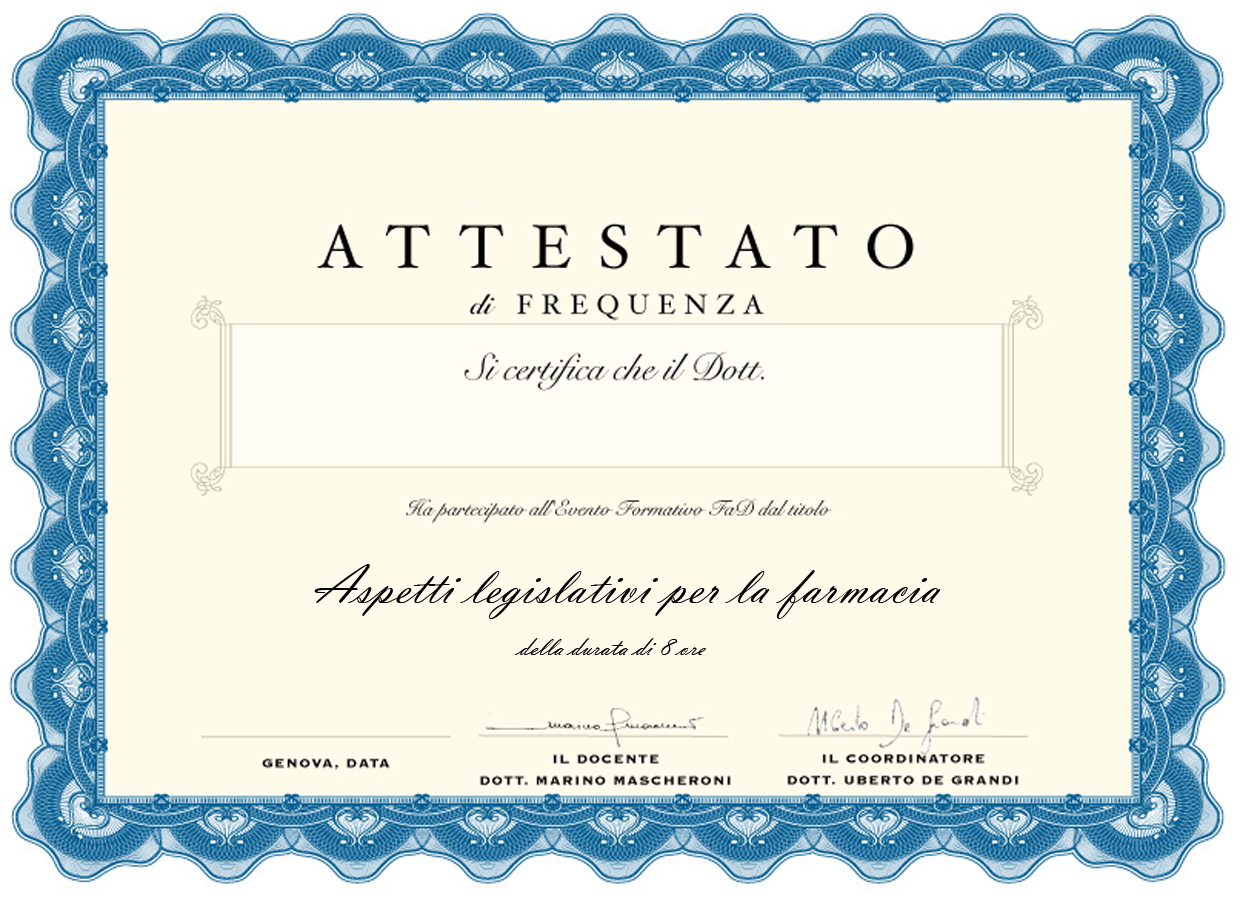 ATTESTATO
di FREQUENZA
Si certifica che il Dott.
Ha partecipato all'Evento Formativo FaD dal titolo
Aspetti legislativi per la farmacia
della durata di 8 ore
Uberto De Grandi
GENOVA, DATA
IL DOCENTE
DOTT. MARINO MASCHERONI
IL COORDINATORE
DOTT. UBERTO DE GRANDI